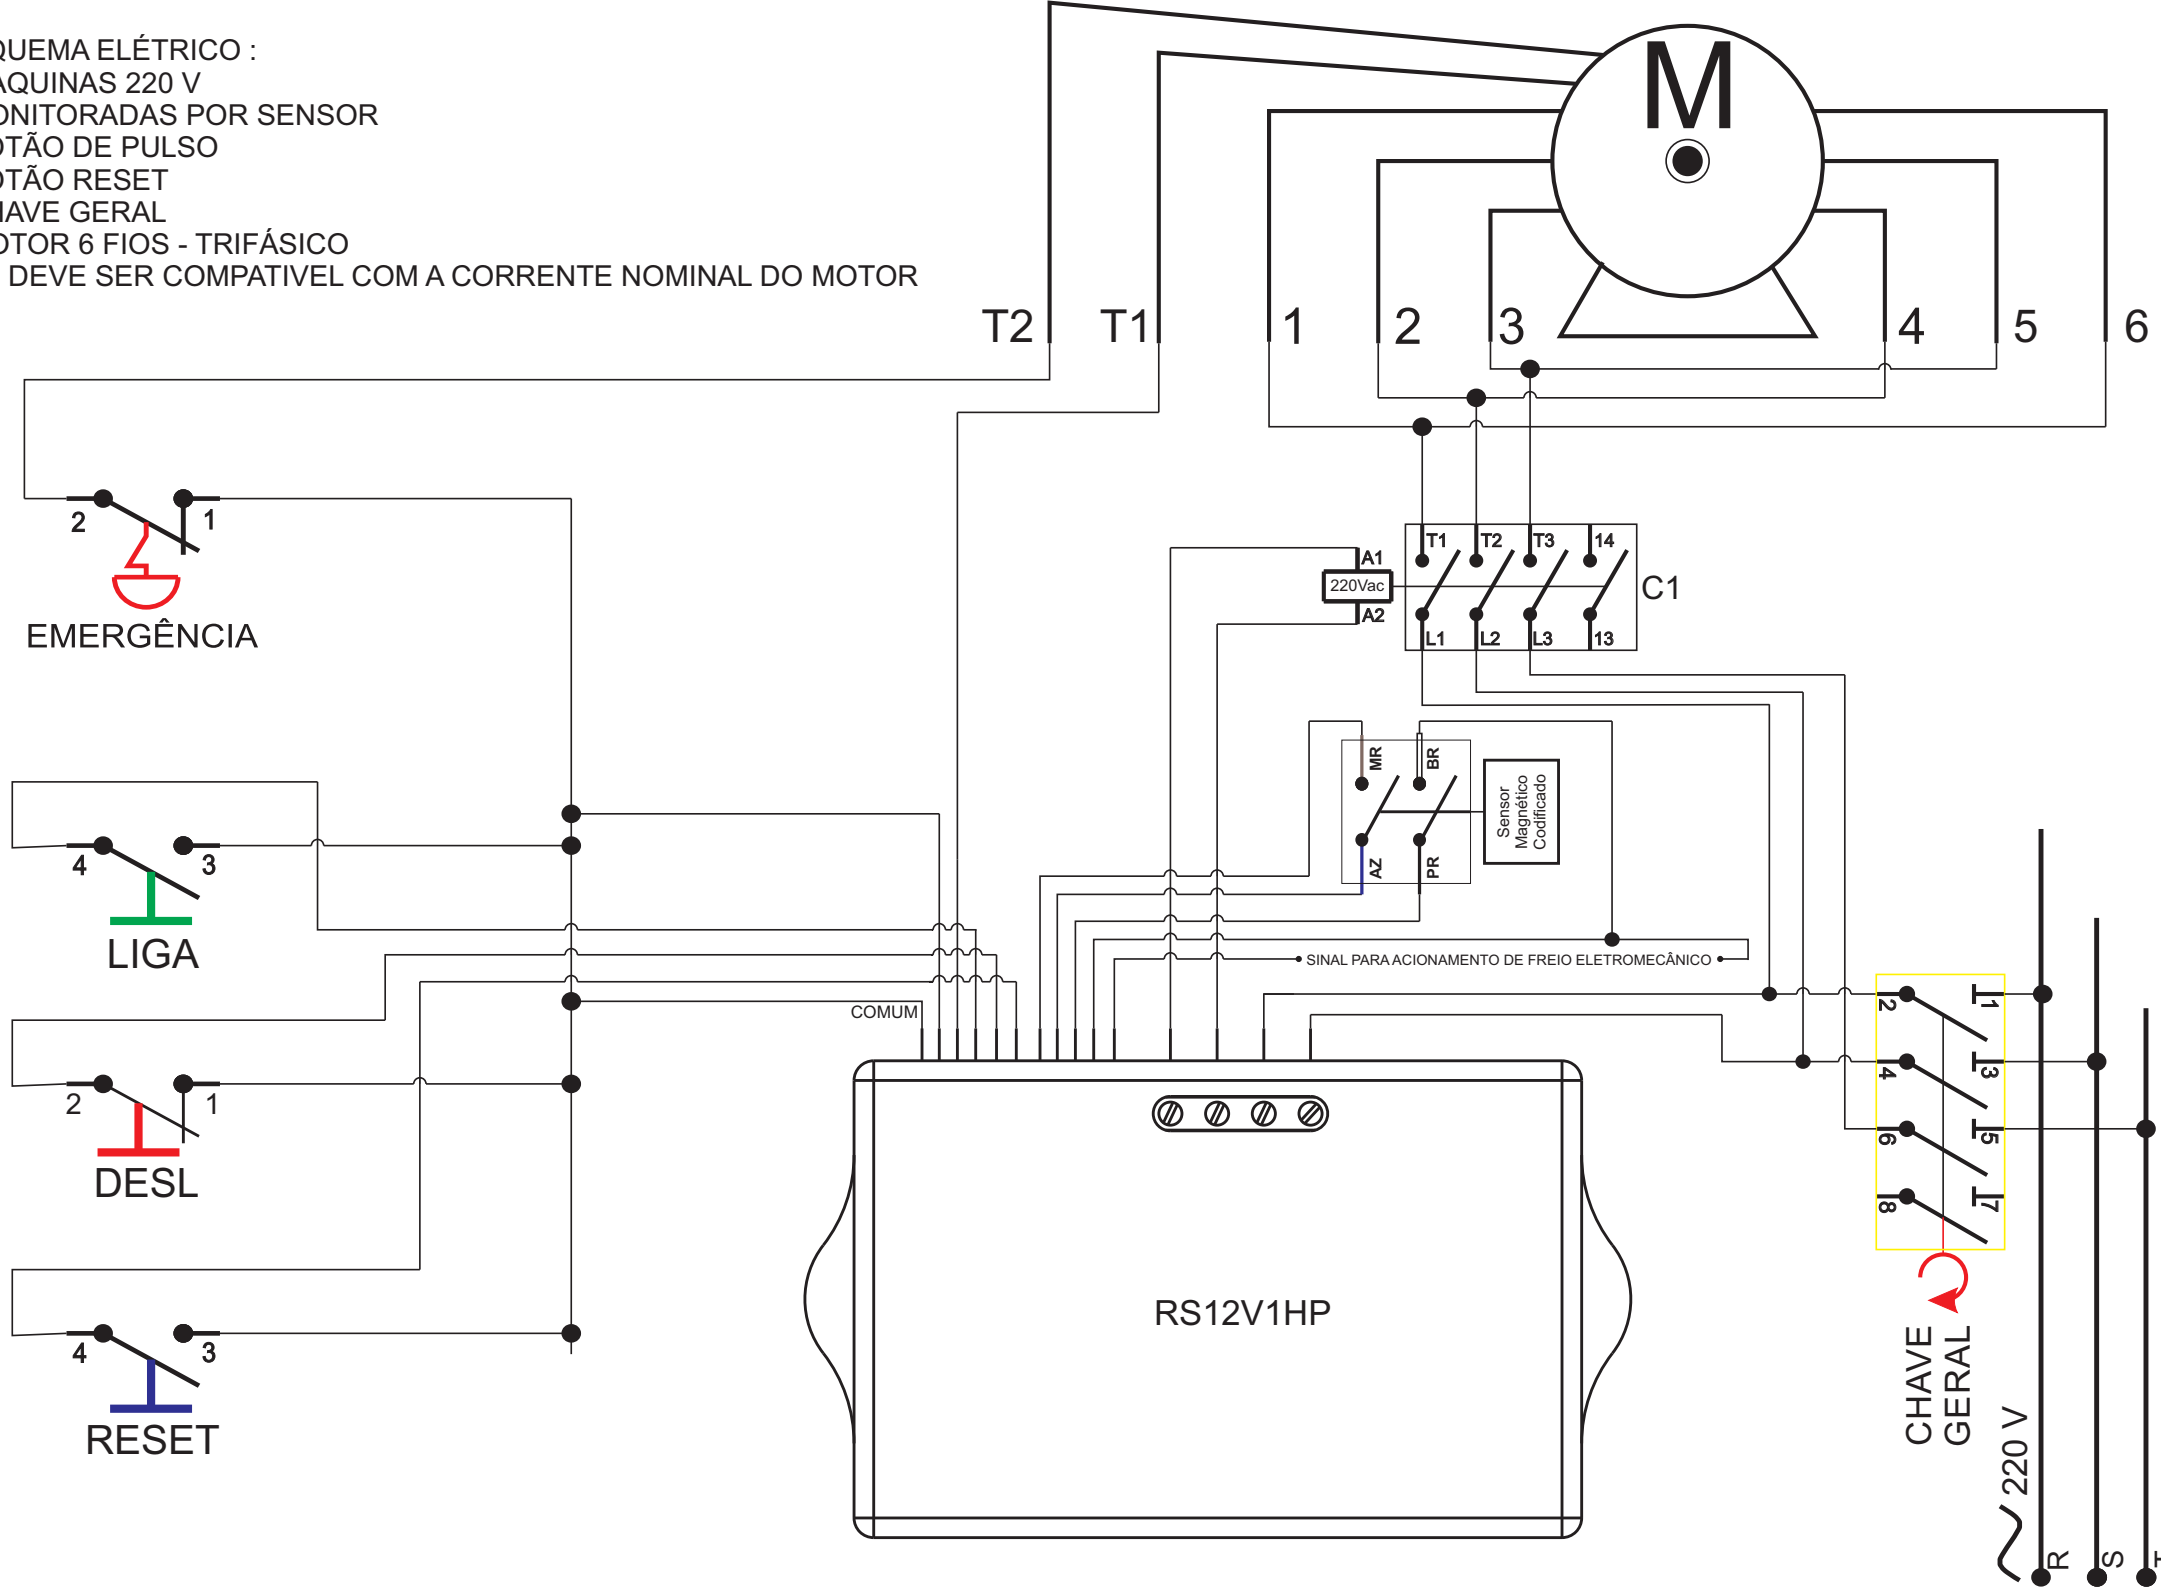 QUEMA ELÉTRICO :
AQUINAS 220 V
ONITORADAS POR SENSOR
OTÃO DE PULSO
OTÃO RESET
HAVE GERAL
OTOR 6 FIOS - TRIFÁSICO
DEVE SER COMPATIVEL COM A CORRENTE NOMINAL DO MOTOR
M
T2
T1
1
2
3
4
5
6
2
1
EMERGÊNCIA
T1
T2
T3
14
A1
220Vac
A2
C1
L1
L2
L3
13
MR
BR
Sensor
Magnético
Codificado
AZ
PR
4
3
LIGA
SINAL PARA ACIONAMENTO DE FREIO ELETROMECÂNICO
COMUM
2
1
4
3
6
5
8
7
2
1
DESL
RS12V1HP
4
3
RESET
CHAVE
GERAL
220 V
R
S